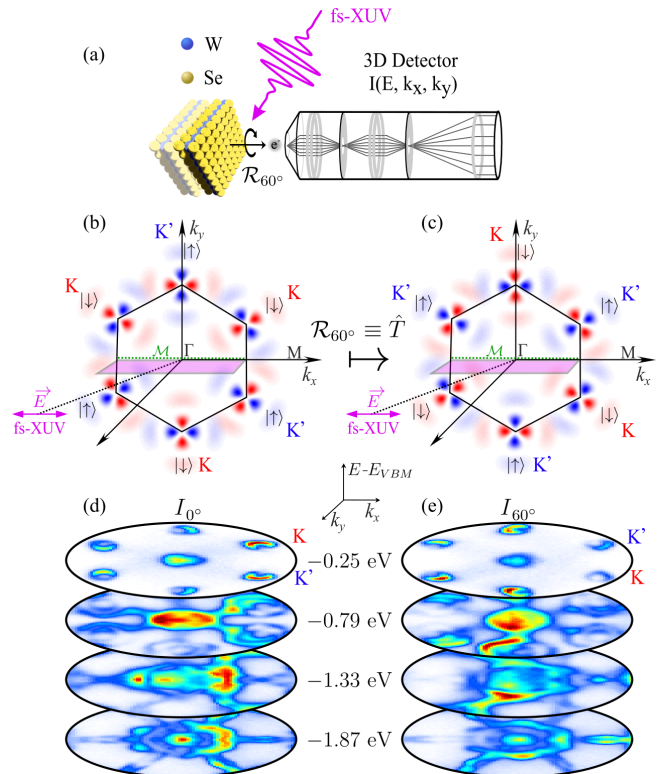 fs-XUV
(a)
W
Se
3D Detector
I(E, kx, ky)
e-
R60°
(b)
K'
ky
|↑⟩
K
|↓⟩
K
|↓⟩
M
Γ
M
kx
E
fs-XUV
|↑⟩
|↑⟩
K'
|↓⟩
K
R60° ≡ T̂
(c)
K
ky
|↓⟩
K'
|↑⟩
K'
|↑⟩
M
Γ
M
kx
E
fs-XUV
|↓⟩
|↓⟩
K
|↑⟩
K'
E-EVBM
ky
kx
(d)
I0°
K
K'
(e)
I60°
K'
K
−0.25 eV
−0.79 eV
−1.33 eV
−1.87 eV